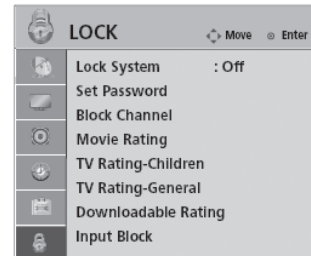 LOCK Move Enter
Lock System : Off
Set Password
Block Channel
Movie Rating
TV Rating-Children
TV Rating-General
Downloadable Rating
Input Block